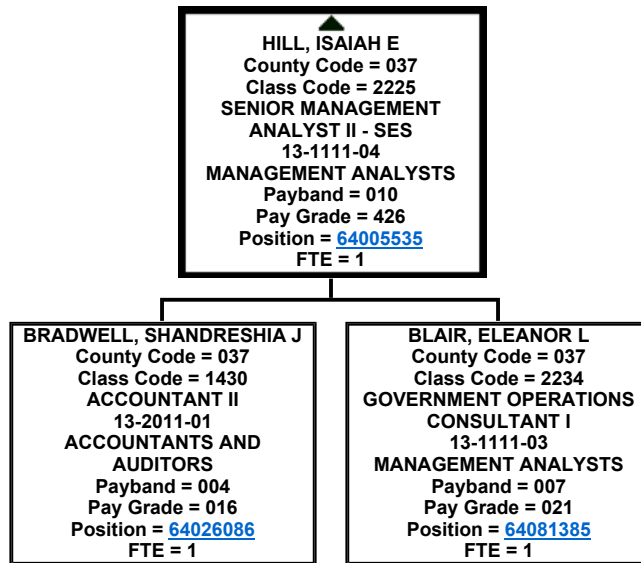 HILL, ISAIAH E
County Code = 037
Class Code = 2225
SENIOR MANAGEMENT
ANALYST II - SES
13-1111-04
MANAGEMENT ANALYSTS
Payband = 010
Pay Grade = 426
Position = 64005535
FTE = 1
BRADWELL, SHANDRESHIA J
County Code = 037
Class Code = 1430
ACCOUNTANT II
13-2011-01
ACCOUNTANTS AND
AUDITORS
Payband = 004
Pay Grade = 016
Position = 64026086
FTE = 1
BLAIR, ELEANOR L
County Code = 037
Class Code = 2234
GOVERNMENT OPERATIONS
CONSULTANT I
13-1111-03
MANAGEMENT ANALYSTS
Payband = 007
Pay Grade = 021
Position = 64081385
FTE = 1